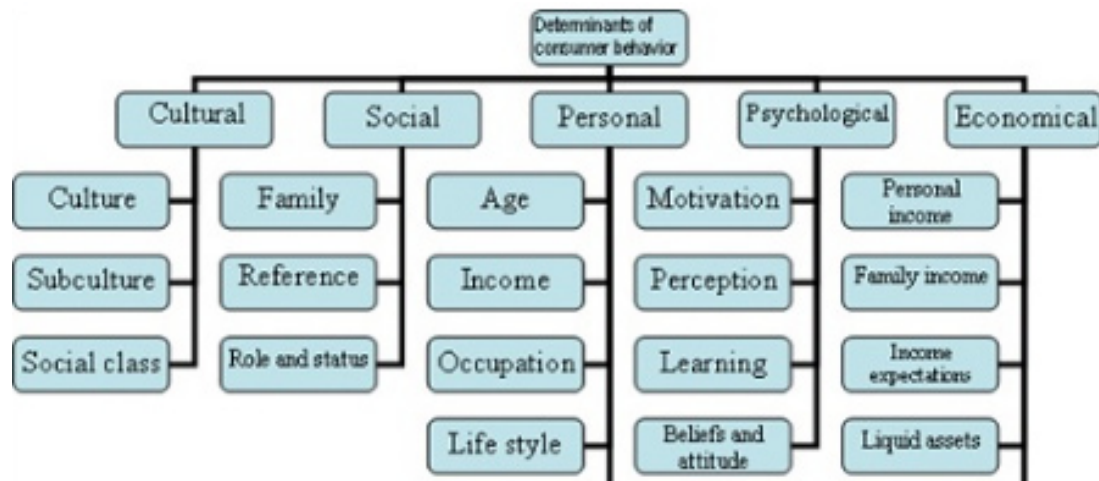 Determinants of
consumer behavior
Cultural
Social
Personal
Psychological
Economical
Culture
Family
Age
Motivation
Personal
income
Subculture
Reference
Income
Perception
Family income
Social class
Role and status
Occupation
Learning
Income
expectations
Life style
Beliefs and
attitude
Liquid assets